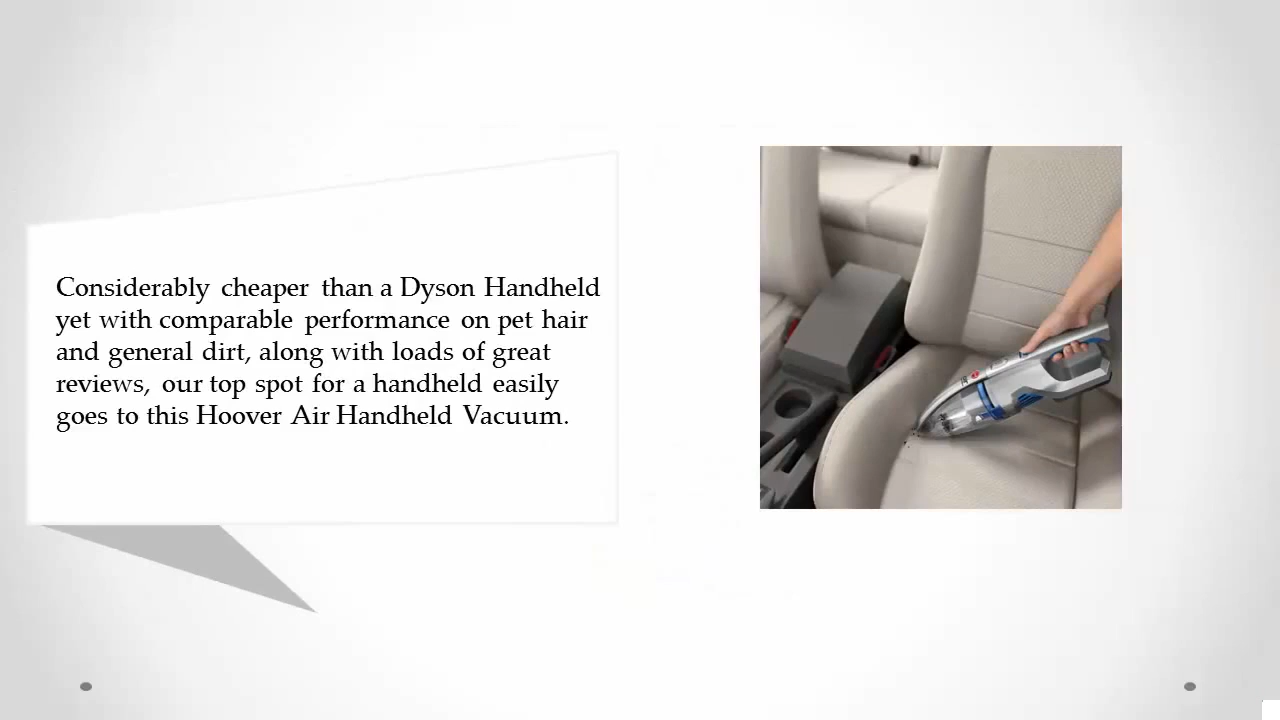 Considerably cheaper than a Dyson Handheld
yet with comparable performance on pet hair
and general dirt, along with loads of great
reviews, our top spot for a handheld easily
goes to this Hoover Air Handheld Vacuum.